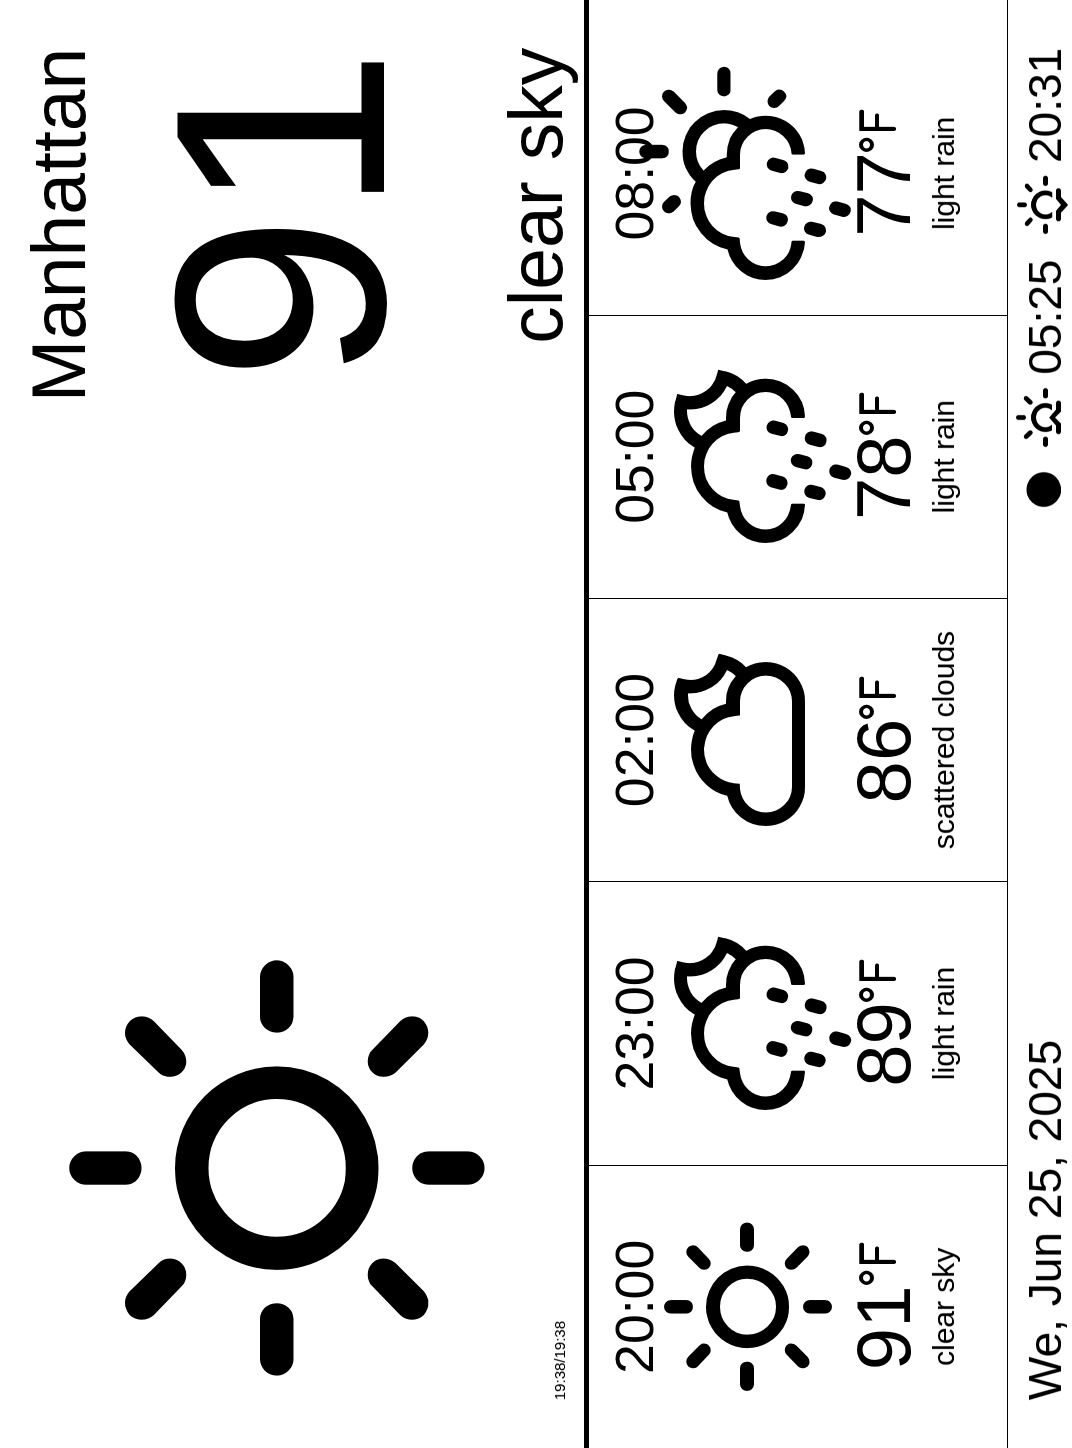 Manhattan
91
clear sky
19:38/19:38
20:00
91°F
clear sky
23:00
89°F
light rain
02:00
86°F
scattered clouds
05:00
78°F
light rain
08:00
77°F
light rain
We, Jun 25, 2025
05:25
20:31